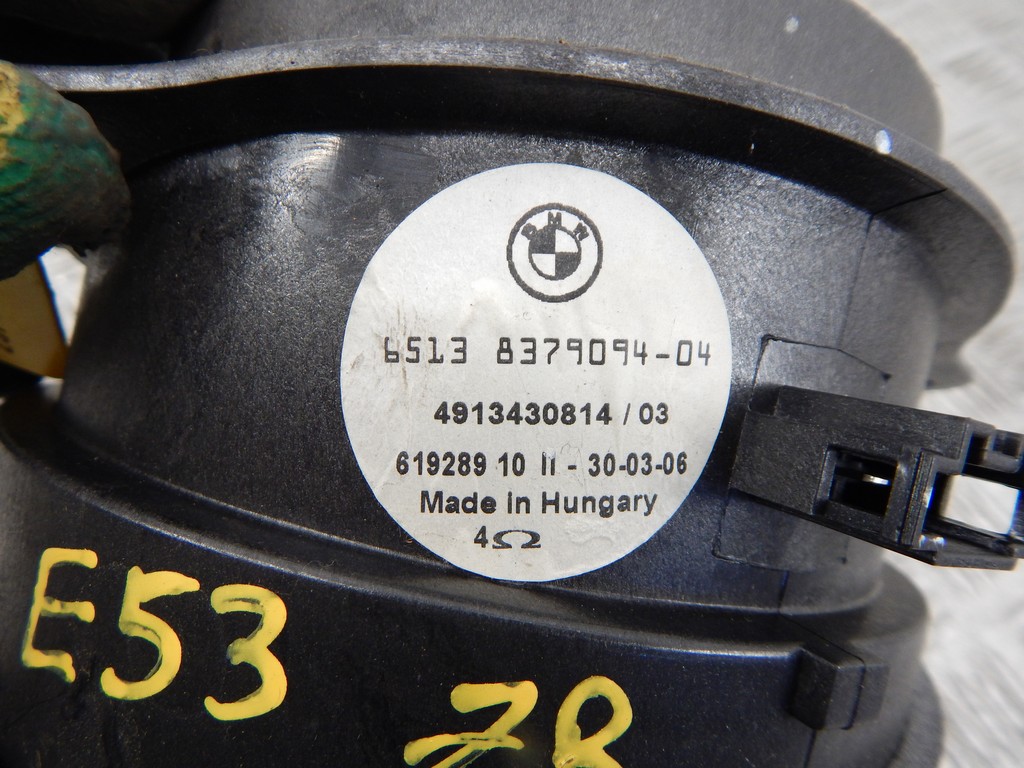 BMW
6513 8379094-04
4913430814 / 03
619289 10 II - 30-03-06
Made in Hungary
4Ω
E53